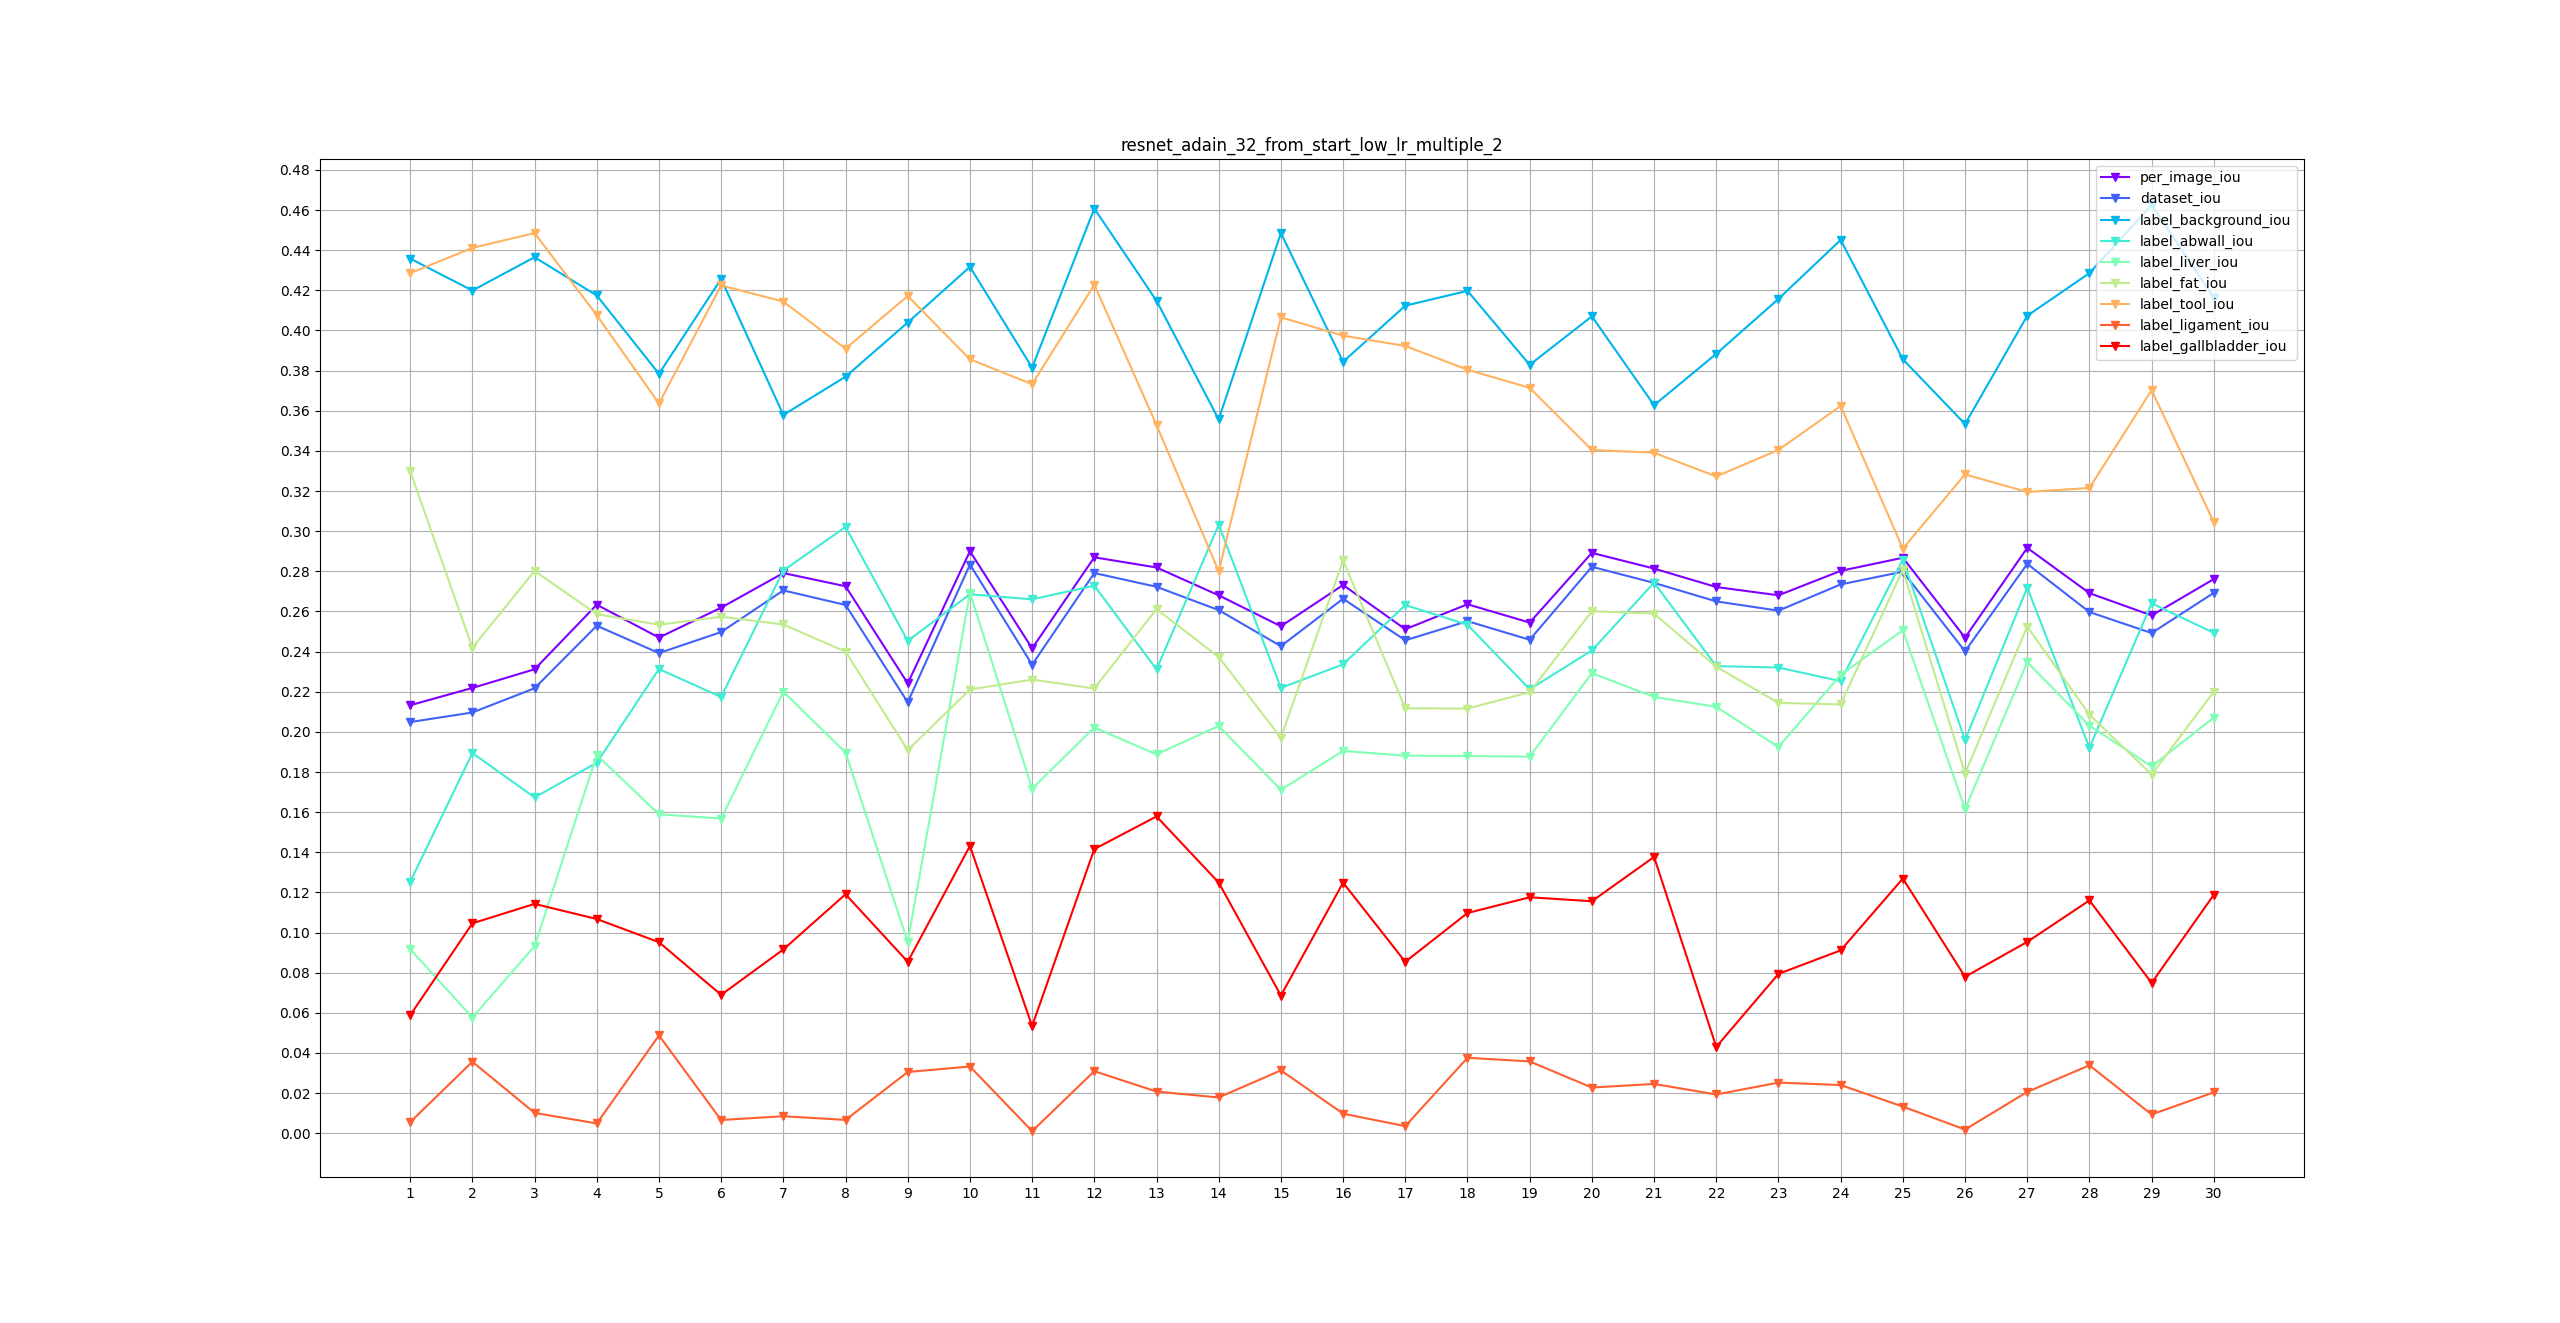 resnet_adain_32_from_start_low_lr_multiple_2
0.48
0.46
0.44
0.42
0.40
0.38
0.36
0.34
0.32
0.30
0.28
0.26
0.24
0.22
0.20
0.18
0.16
0.14
0.12
0.10
0.08
0.06
0.04
0.02
0.00
per_image_iou
dataset_iou
label_background_iou
label_abwall_iou
label_liver_iou
label_fat_iou
label_tool_iou
label_ligament_iou
label_gallbladder_iou
1 2 3 4 5 6 7 8 9 10 11 12 13 14 15 16 17 18 19 20 21 22 23 24 25 26 27 28 29 30